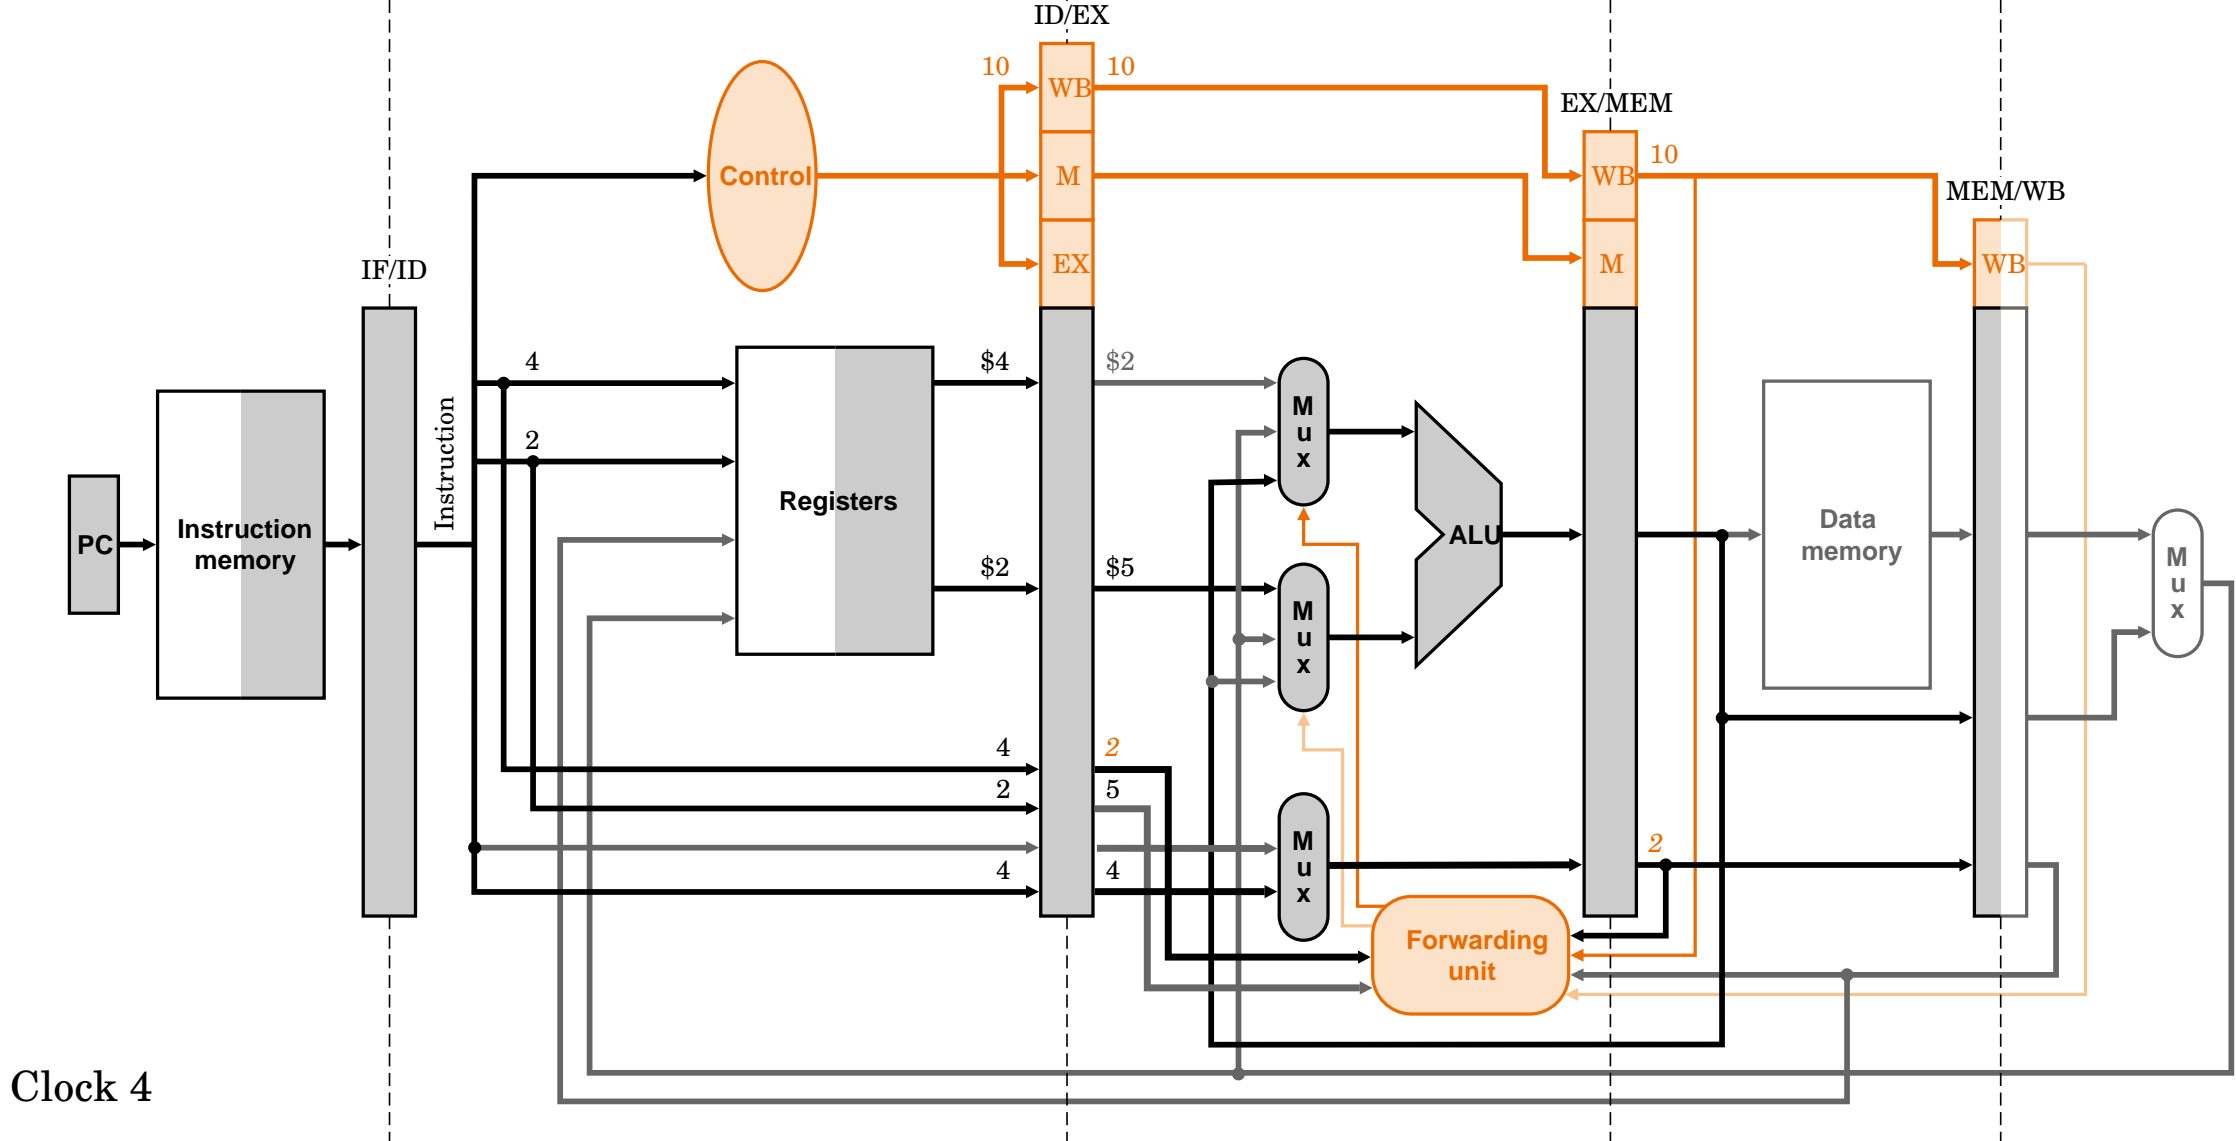 ID/EX
10
WB
10
EX/MEM
Control
M
WB
10
MEM/WB
IF/ID
EX
M
WB
4
$4
$2
Instruction
M
u
x
2
Registers
PC
Instruction
memory
ALU
Data
memory
M
u
x
$2
$5
M
u
x
4
2
2
5
4
4
M
u
x
2
Forwarding
unit
Clock 4